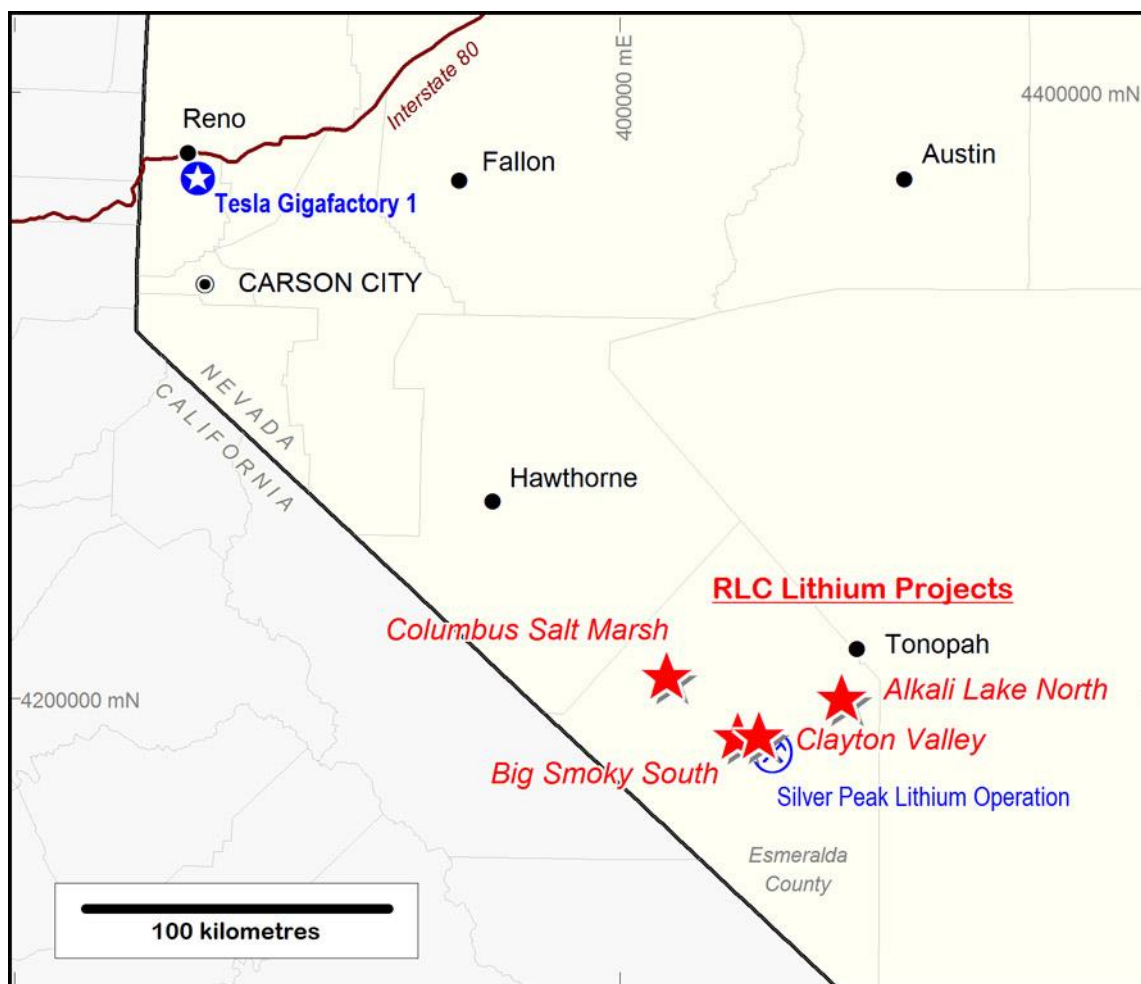 Interstate 80
400000 mE
4400000 mN
Reno
Fallon
Austin
Tesla Gigafactory 1
CARSON CITY
NEVADA
CALIFORNIA
Hawthorne
RLC Lithium Projects
Columbus Salt Marsh
Tonopah
4200000 mN
Alkali Lake North
Clayton Valley
Big Smoky South
Silver Peak Lithium Operation
Esmeralda
County
100 kilometres